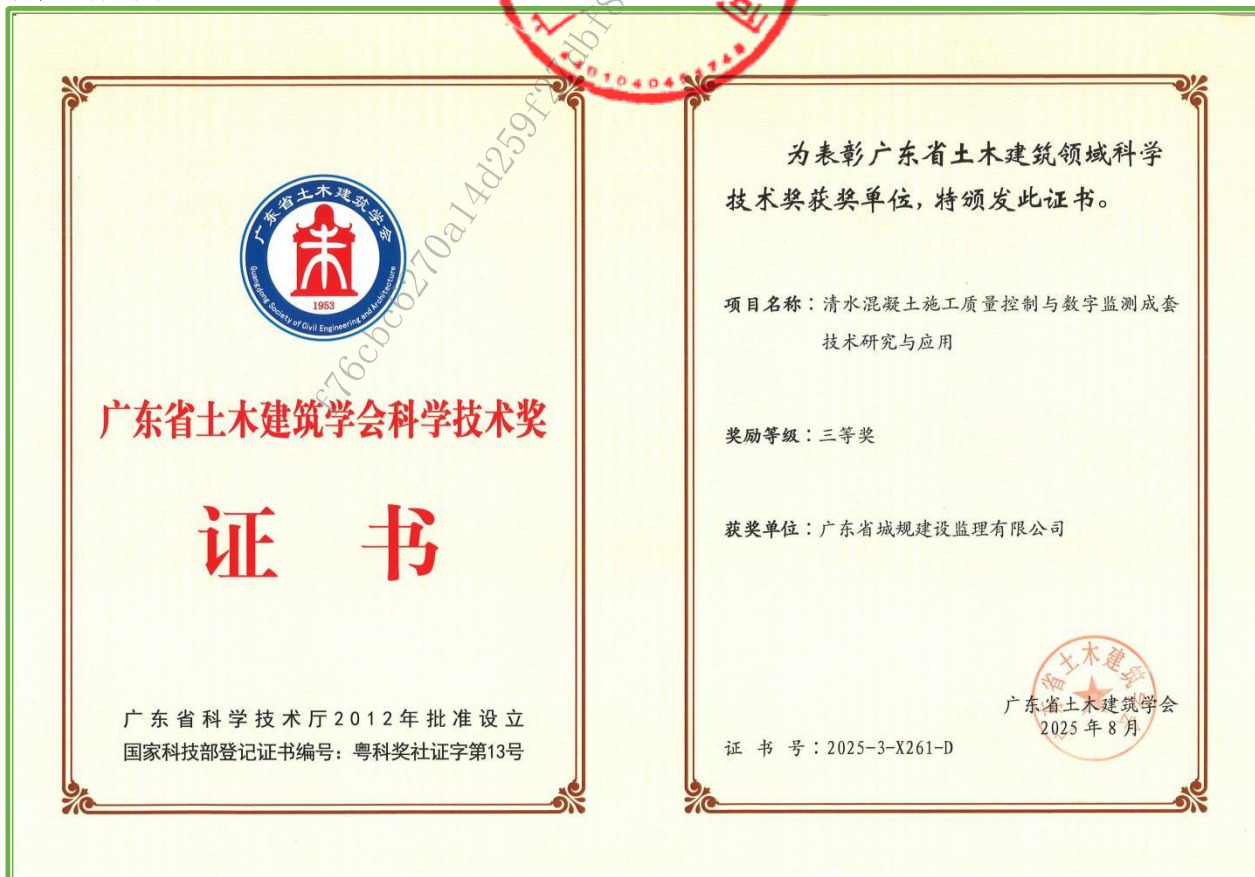 广东省土木建筑学会
1953
Guangdong Society of Civil Engineering and Architecture
广东省土木建筑学会科学技术奖
证 书
广东省科学技术厅2012年批准设立
国家科技部登记证书编号：粤科奖社证字第13号
为表彰广东省土木建筑领域科学
技术奖获奖单位，特颁发此证书。
项目名称：清水混凝土施工质量控制与数字监测成套
技术研究与应用
奖励等级：三等奖
获奖单位：广东省城规建设监理有限公司
广东省土木建筑学会
2025年8月
证 书 号：2025-3-X261-D